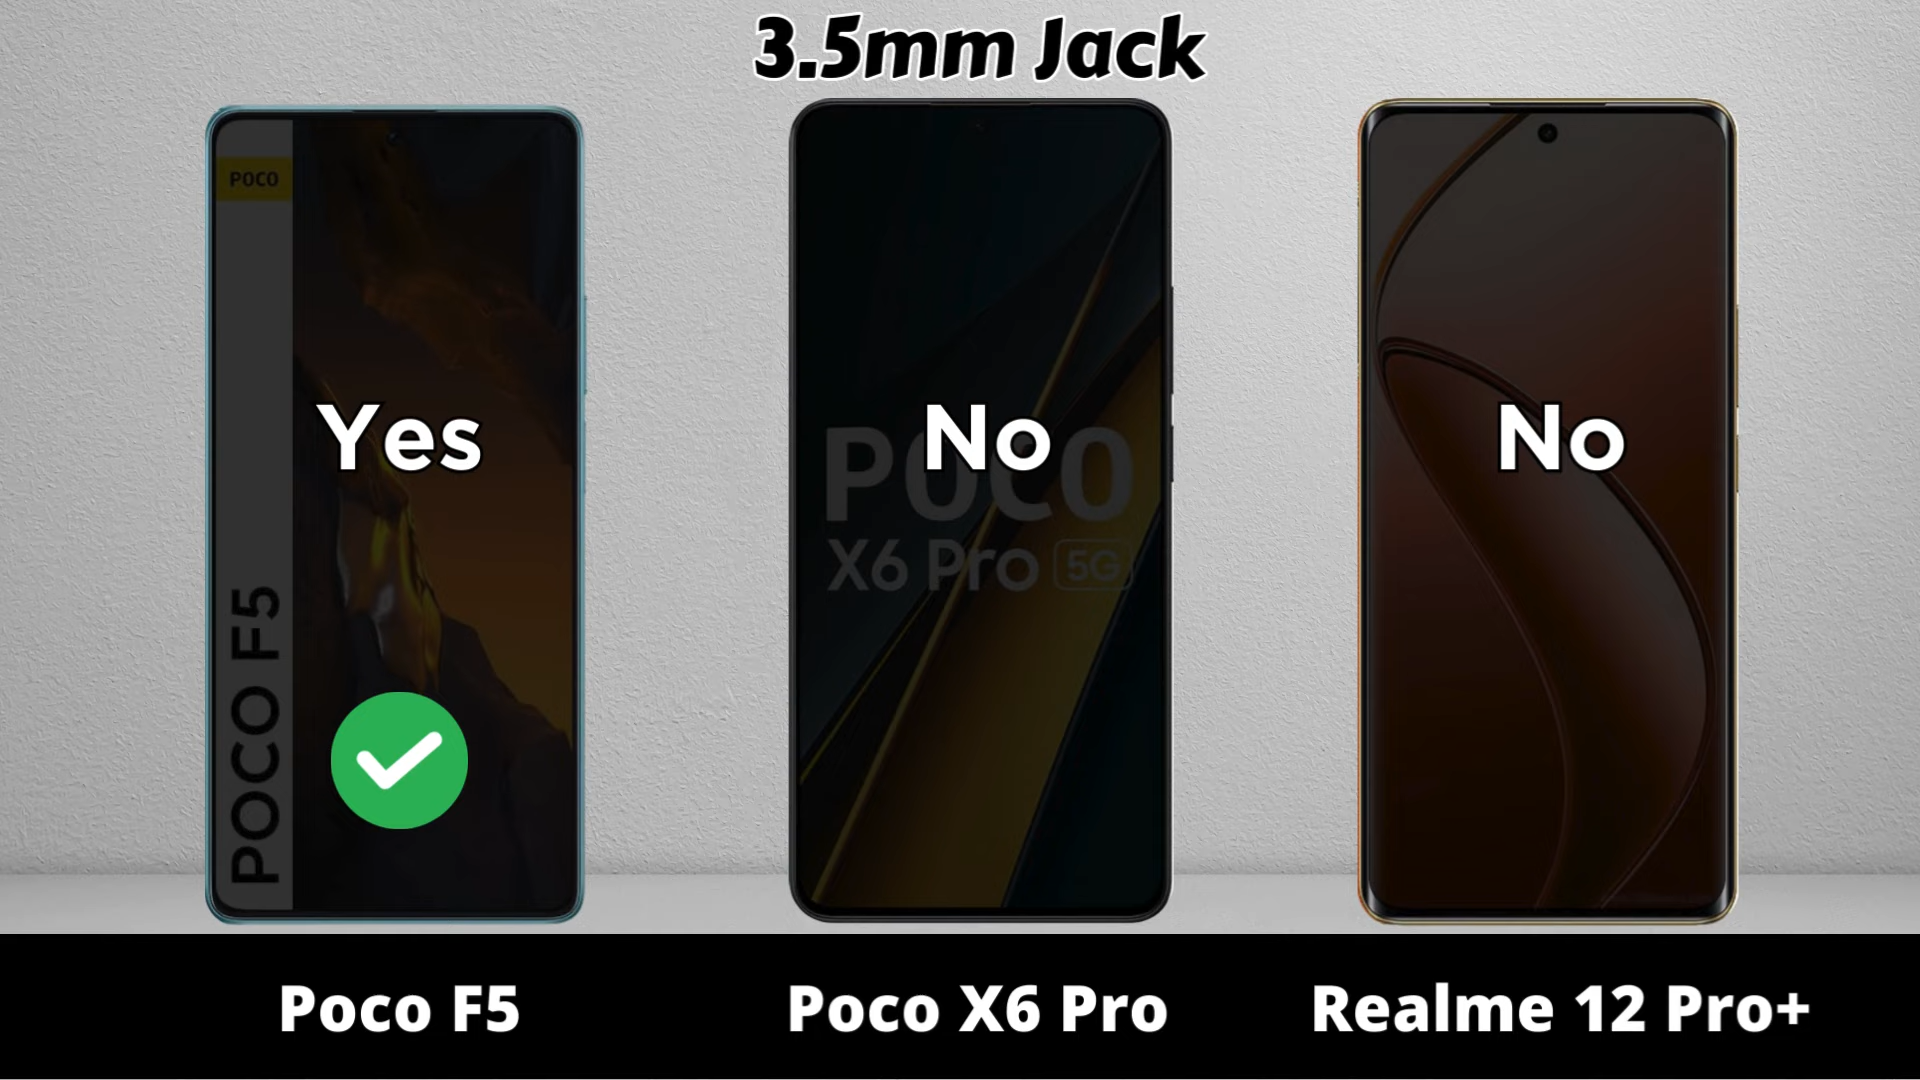 3.5mm Jack
POCO
POCO F5
Yes
No
POCO
X6 Pro 5G
No
Poco F5
Poco X6 Pro
Realme 12 Pro+